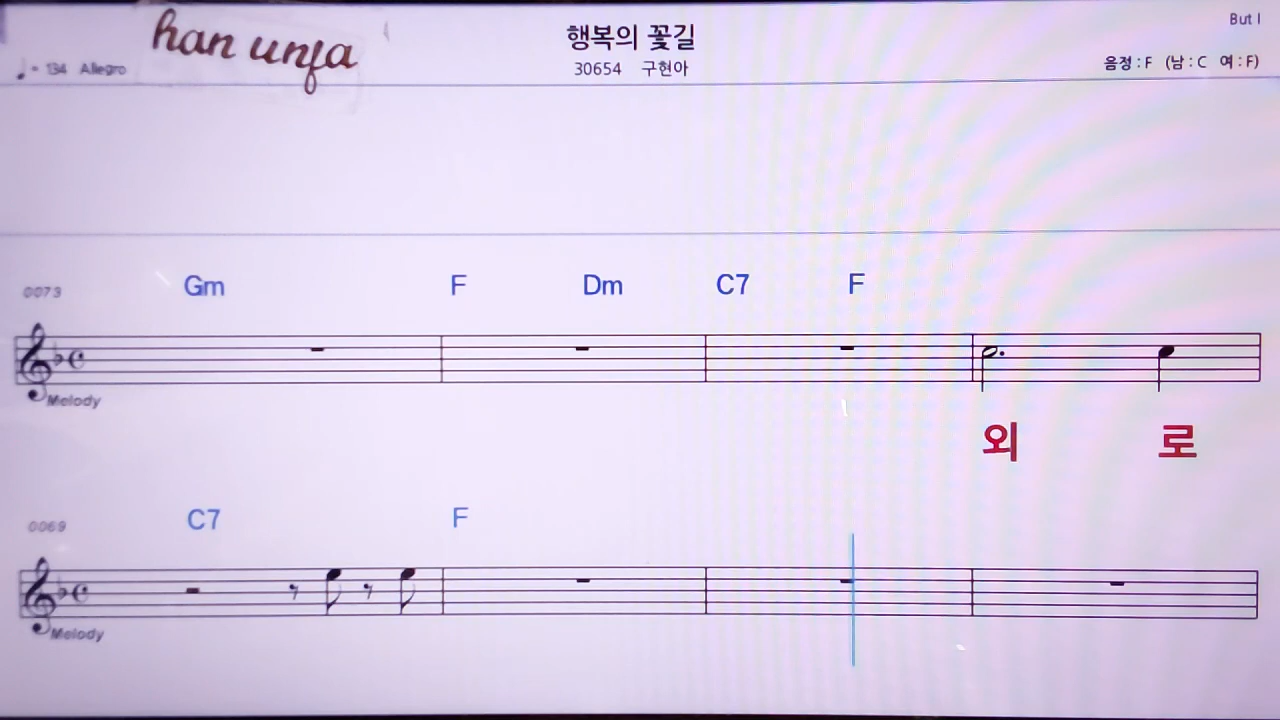 han unja
행복의 꽃길
But I
♩= 134 Allegro
30654 구현아
음정 : F (남 : C 여 : F)
0073 Gm F Dm C7 F
Melody
외 로
0069 C7 F
Melody